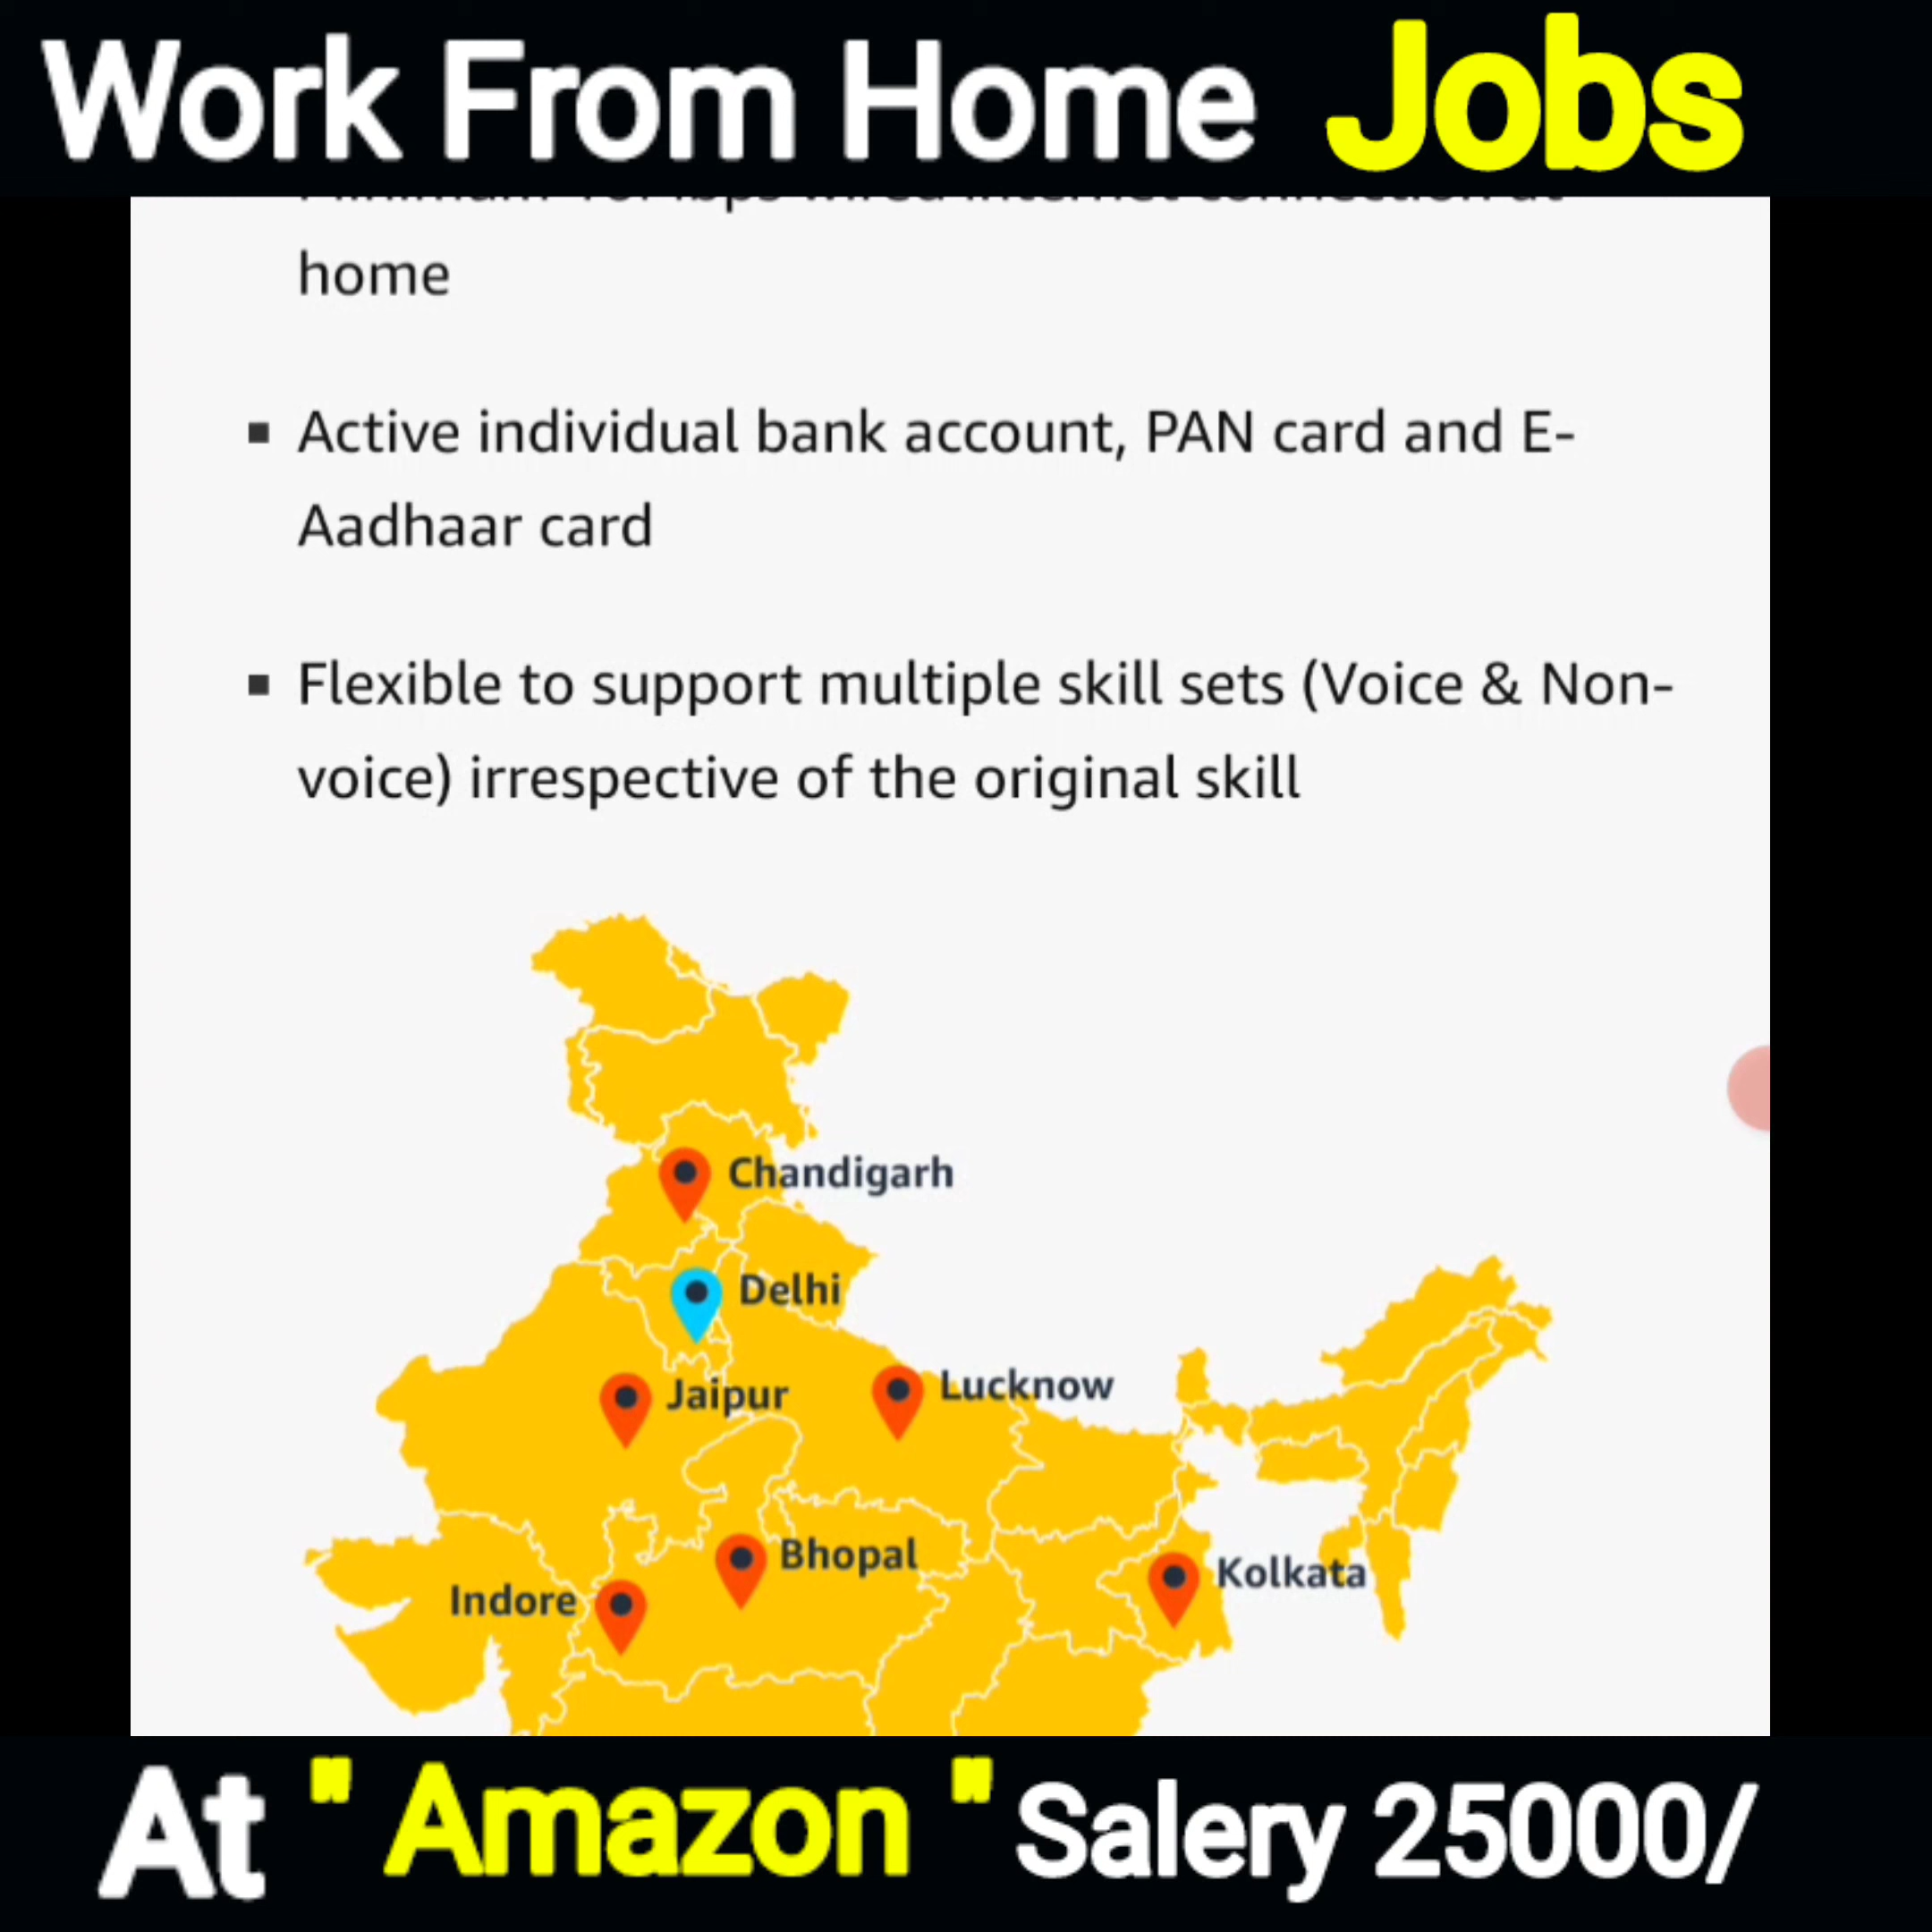 Work From Home Jobs
home
▪ Active individual bank account, PAN card and E-
Aadhaar card
▪ Flexible to support multiple skill sets (Voice & Non-
voice) irrespective of the original skill
Chandigarh
Delhi
Jaipur
Lucknow
Bhopal
Indore
Kolkata
At " Amazon " Salery 25000/